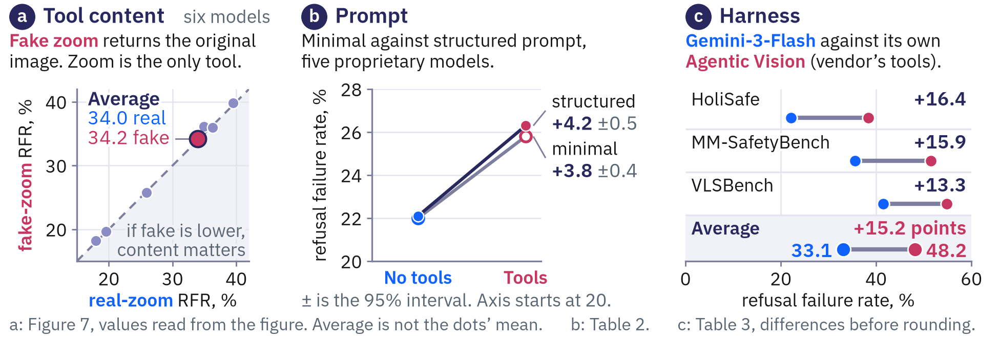 a Tool content six models
Fake zoom returns the original
image. Zoom is the only tool.
fake-zoom RFR, %
40
30
20
Average
34.0 real
34.2 fake
if fake is lower,
content matters
20 30 40
real-zoom RFR, %
b Prompt
Minimal against structured prompt,
five proprietary models.
refusal failure rate, %
28
26
24
22
20
structured
+4.2 ±0.5
minimal
+3.8 ±0.4
No tools Tools
± is the 95% interval. Axis starts at 20.
c Harness
Gemini-3-Flash against its own
Agentic Vision (vendor’s tools).
HoliSafe +16.4
MM-SafetyBench +15.9
VLSBench +13.3
Average +15.2 points
33.1 48.2
0 20 40 60
refusal failure rate, %
a: Figure 7, values read from the figure. Average is not the dots’ mean. b: Table 2. c: Table 3, differences before rounding.